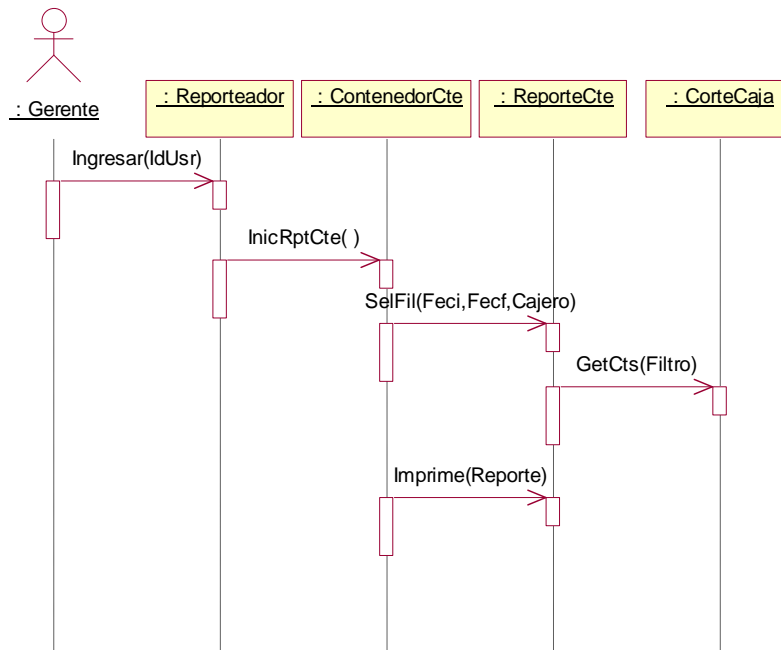 : Gerente
: Reporteador
: ContenedorCte
: ReporteCte
: CorteCaja
Ingresar(IdUsr)
InicRptCte( )
SelFil(Feci,Fecf,Cajero)
GetCts(Filtro)
Imprime(Reporte)